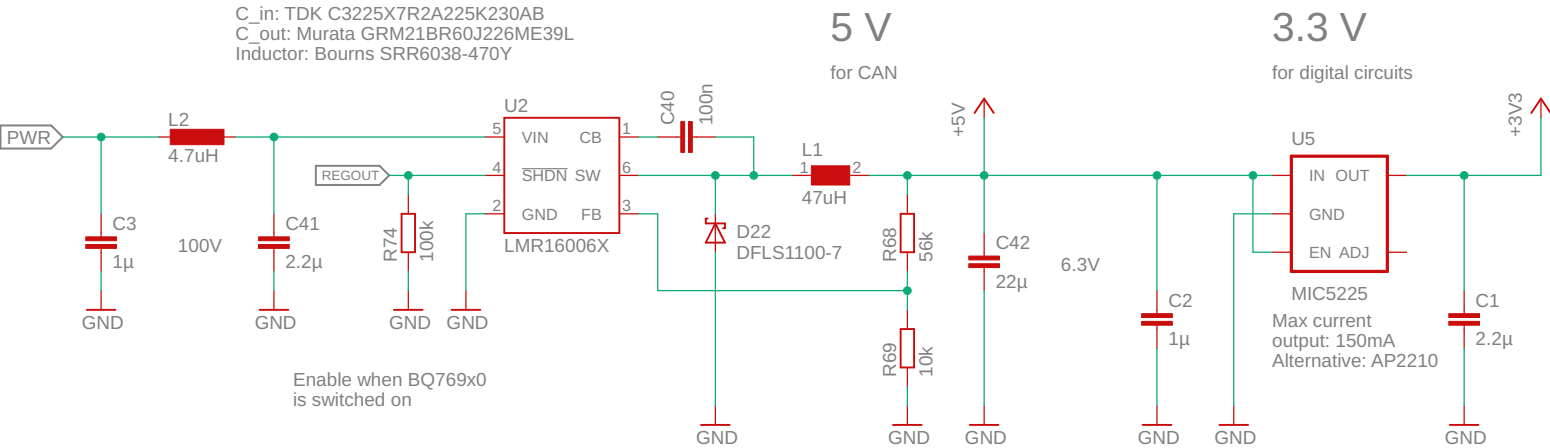 C_in: TDK C3225X7R2A225K230AB
C_out: Murata GRM21BR60J226ME39L
Inductor: Bourns SRR6038-470Y
5 V
for CAN
3.3 V
for digital circuits
PWR
L2
4.7uH
C3
1µ
GND
100V
C41
2.2µ
GND
REGOUT
R74
100k
GND
GND
Enable when BQ769x0
is switched on
U2
5 VIN CB 1
4 SHDN SW 6
2 GND FB 3
LMR16006X
C40
100n
D22
DFLS1100-7
GND
L1
1 2
47uH
R68
56k
R69
10k
GND
+5V
C42
22µ
GND
6.3V
C2
1µ
GND
GND
U5
IN OUT
GND
EN ADJ
MIC5225
Max current
output: 150mA
Alternative: AP2210
+3V3
C1
2.2µ
GND